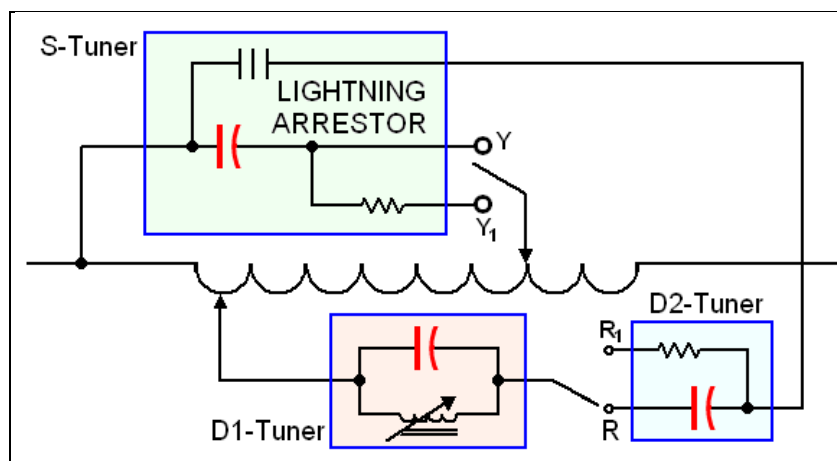 S-Tuner
LIGHTNING
ARRESTOR
Y
Y1
D2-Tuner
R1
R
D1-Tuner